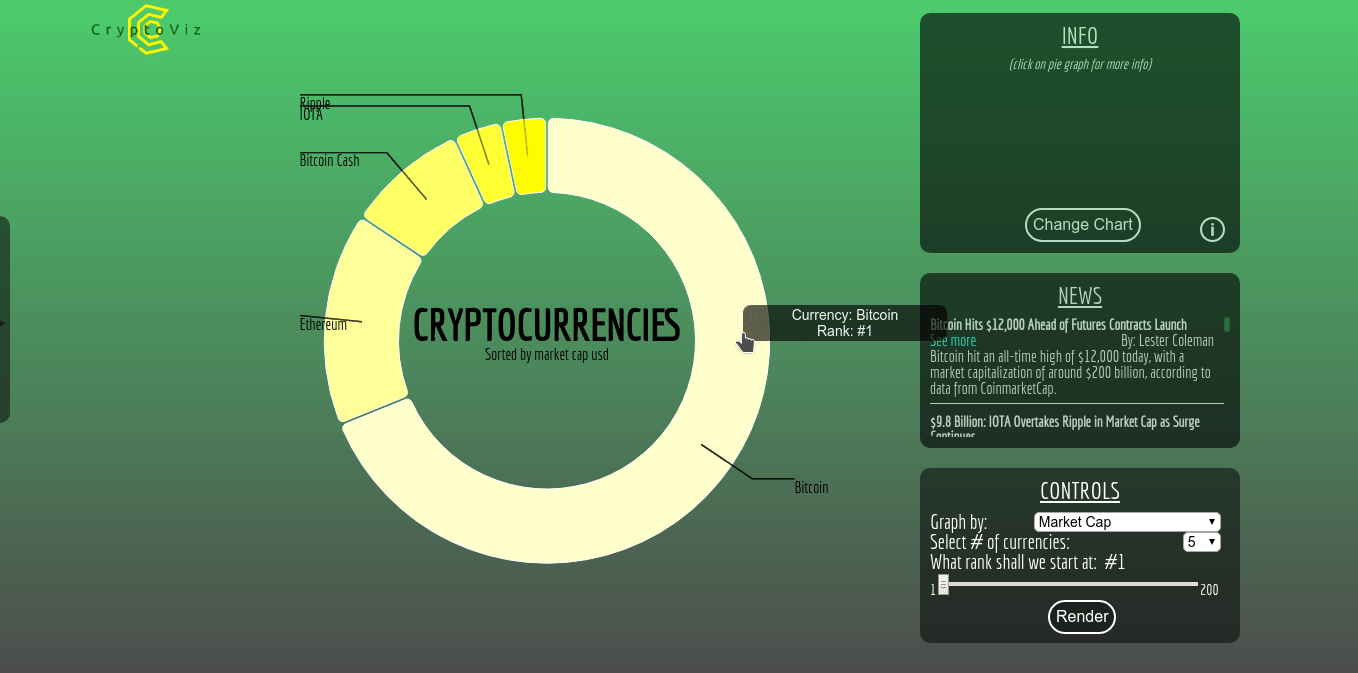 CryptoViz
Ripple
IOTA
Bitcoin Cash
Ethereum
CRYPTOCURRENCIES
Sorted by market cap usd
Bitcoin
Currency: Bitcoin
Rank: #1
INFO
(click on pie graph for more info)
Change Chart
i
NEWS
Bitcoin Hits $12,000 Ahead of Futures Contracts Launch
See more By: Lester Coleman
Bitcoin hit an all-time high of $12,000 today, with a
market capitalization of around $200 billion, according to
data from CoinmarketCap.
$9.8 Billion: IOTA Overtakes Ripple in Market Cap as Surge
Continues
CONTROLS
Graph by: Market Cap
Select # of currencies: 5
What rank shall we start at: #1
1 200
Render